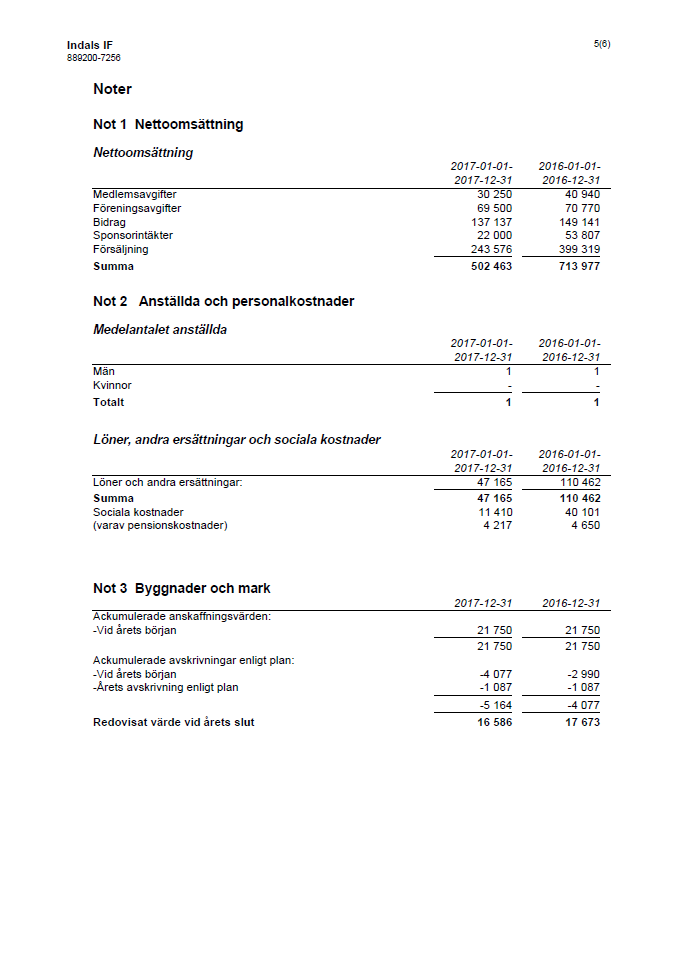 Indals IF
889200-7256
5(6)
Noter
Not 1 Nettoomsättning
Nettoomsättning
2017-01-01- 2016-01-01-
2017-12-31 2016-12-31
Medlemsavgifter 30 250 40 940
Föreningsavgifter 69 500 70 770
Bidrag 137 137 149 141
Sponsorintäkter 22 000 53 807
Försäljning 243 576 399 319
Summa 502 463 713 977
Not 2 Anställda och personalkostnader
Medelantalet anställda
2017-01-01- 2016-01-01-
2017-12-31 2016-12-31
Män 1 1
Kvinnor - -
Totalt 1 1
Löner, andra ersättningar och sociala kostnader
2017-01-01- 2016-01-01-
2017-12-31 2016-12-31
Löner och andra ersättningar: 47 165 110 462
Summa 47 165 110 462
Sociala kostnader 11 410 40 101
(varav pensionskostnader) 4 217 4 650
Not 3 Byggnader och mark
2017-12-31 2016-12-31
Ackumulerade anskaffningsvärden:
-Vid årets början 21 750 21 750
21 750 21 750
Ackumulerade avskrivningar enligt plan:
-Vid årets början -4 077 -2 990
-Årets avskrivning enligt plan -1 087 -1 087
-5 164 -4 077
Redovisat värde vid årets slut 16 586 17 673